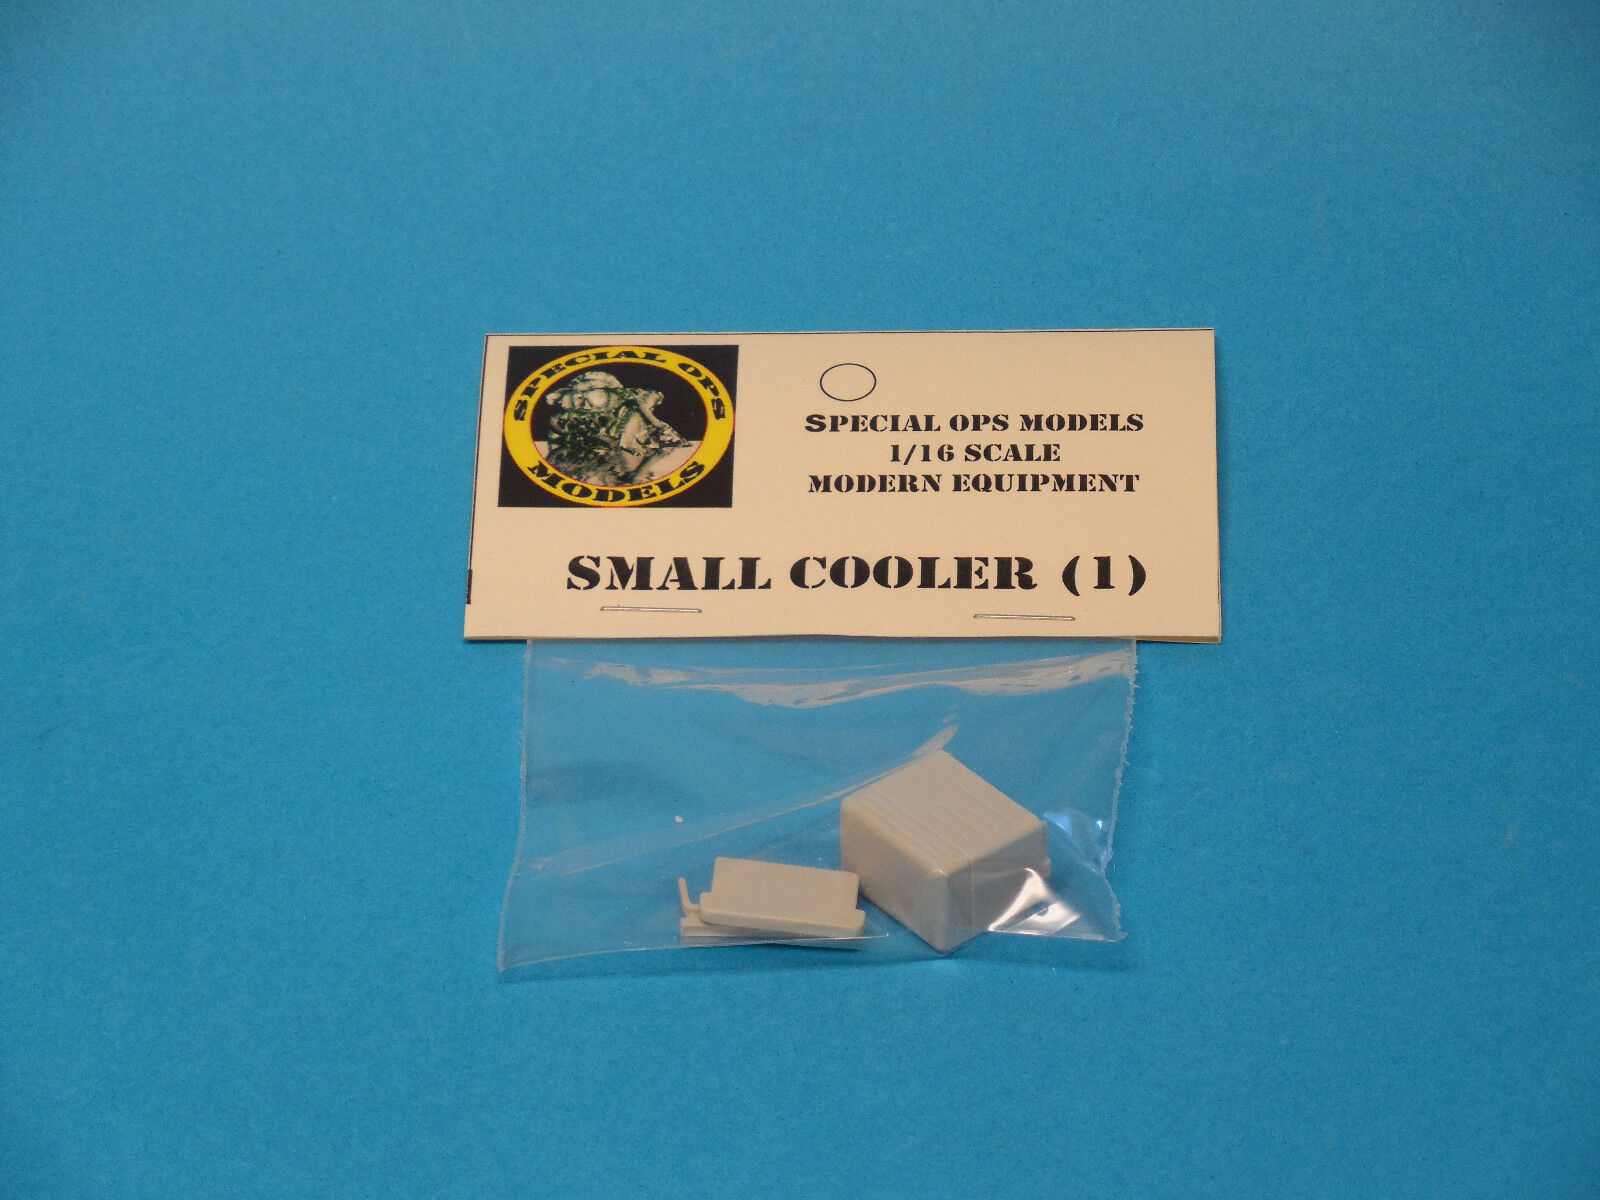 SPECIAL OPS
MODELS
SPECIAL OPS MODELS
1/16 SCALE
MODERN EQUIPMENT
SMALL COOLER (1)